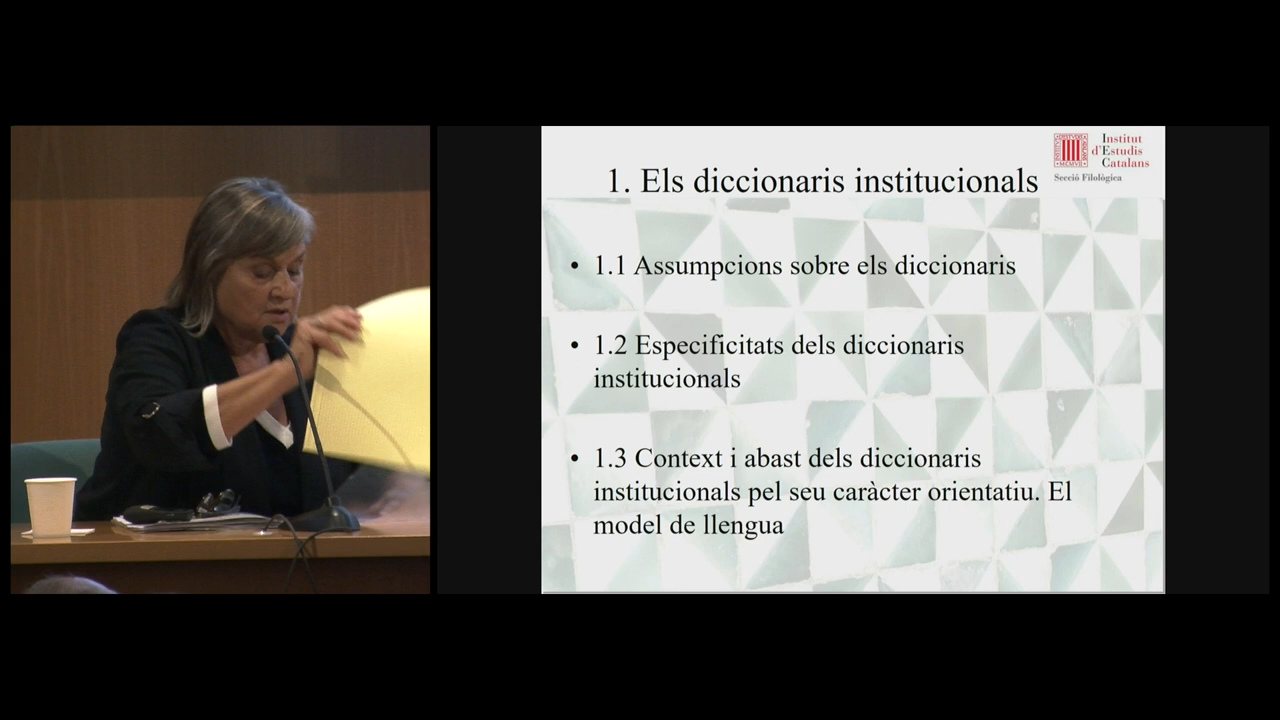 1. Els diccionaris institucionals
Institut
d'Estudis
Catalans
Secció Filològica
• 1.1 Assumpcions sobre els diccionaris
• 1.2 Especificitats dels diccionaris
institucionals
• 1.3 Context i abast dels diccionaris
institucionals pel seu caràcter orientatiu. El
model de llengua